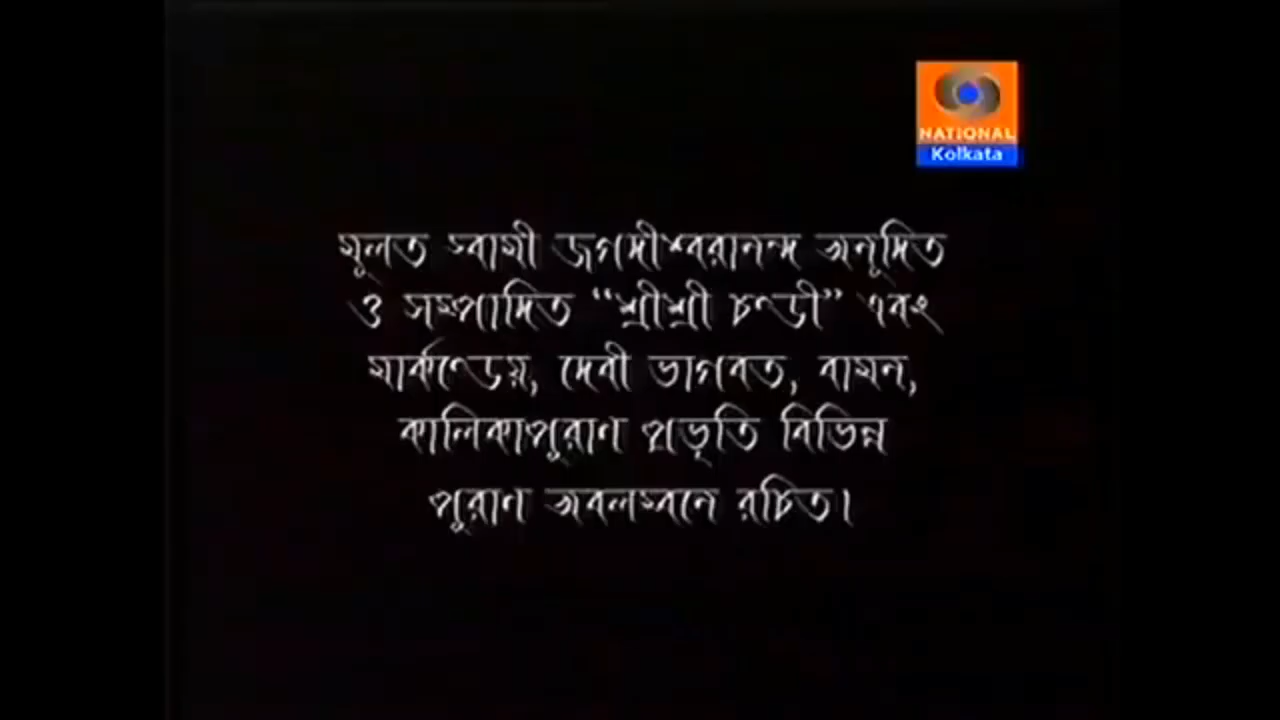 NATIONAL
Kolkata
মূলত স্বামী জগদীশ্বরানন্দ অনূদিত
ও সম্পাদিত “শ্রীশ্রী চণ্ডী” এবং
মার্কণ্ডেয়, দেবী ভাগবত, বামন,
কালিকাপুরাণ প্রভৃতি বিভিন্ন
পুরাণ অবলম্বনে রচিত।